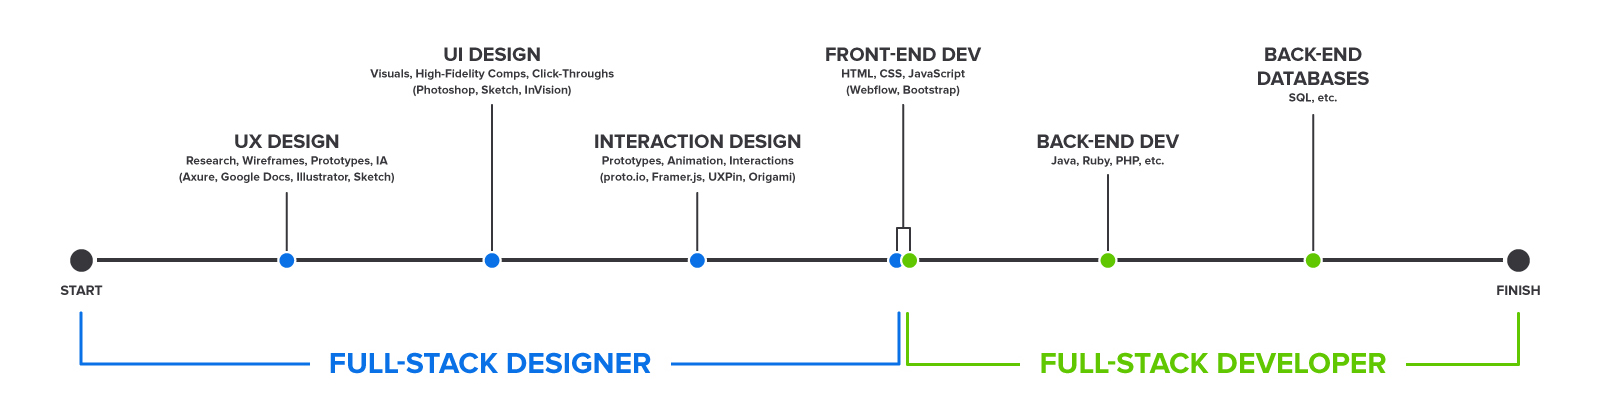 UI DESIGN
Visuals, High-Fidelity Comps, Click-Throughs
(Photoshop, Sketch, InVision)
FRONT-END DEV
HTML, CSS, JavaScript
(Webflow, Bootstrap)
BACK-END
DATABASES
SQL, etc.
UX DESIGN
Research, Wireframes, Prototypes, IA
(Axure, Google Docs, Illustrator, Sketch)
INTERACTION DESIGN
Prototypes, Animation, Interactions
(proto.io, Framer.js, UXPin, Origami)
BACK-END DEV
Java, Ruby, PHP, etc.
START
FINISH
FULL-STACK DESIGNER
FULL-STACK DEVELOPER